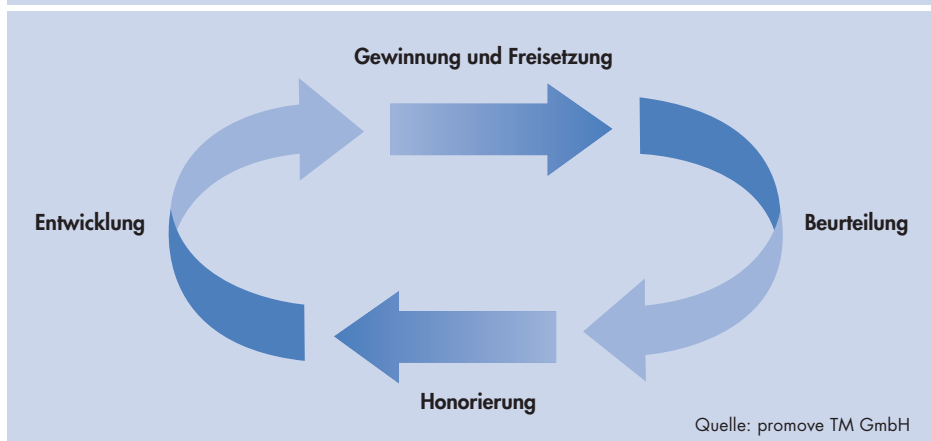 Gewinnung und Freisetzung
Entwicklung
Beurteilung
Honorierung
Quelle: promove TM GmbH